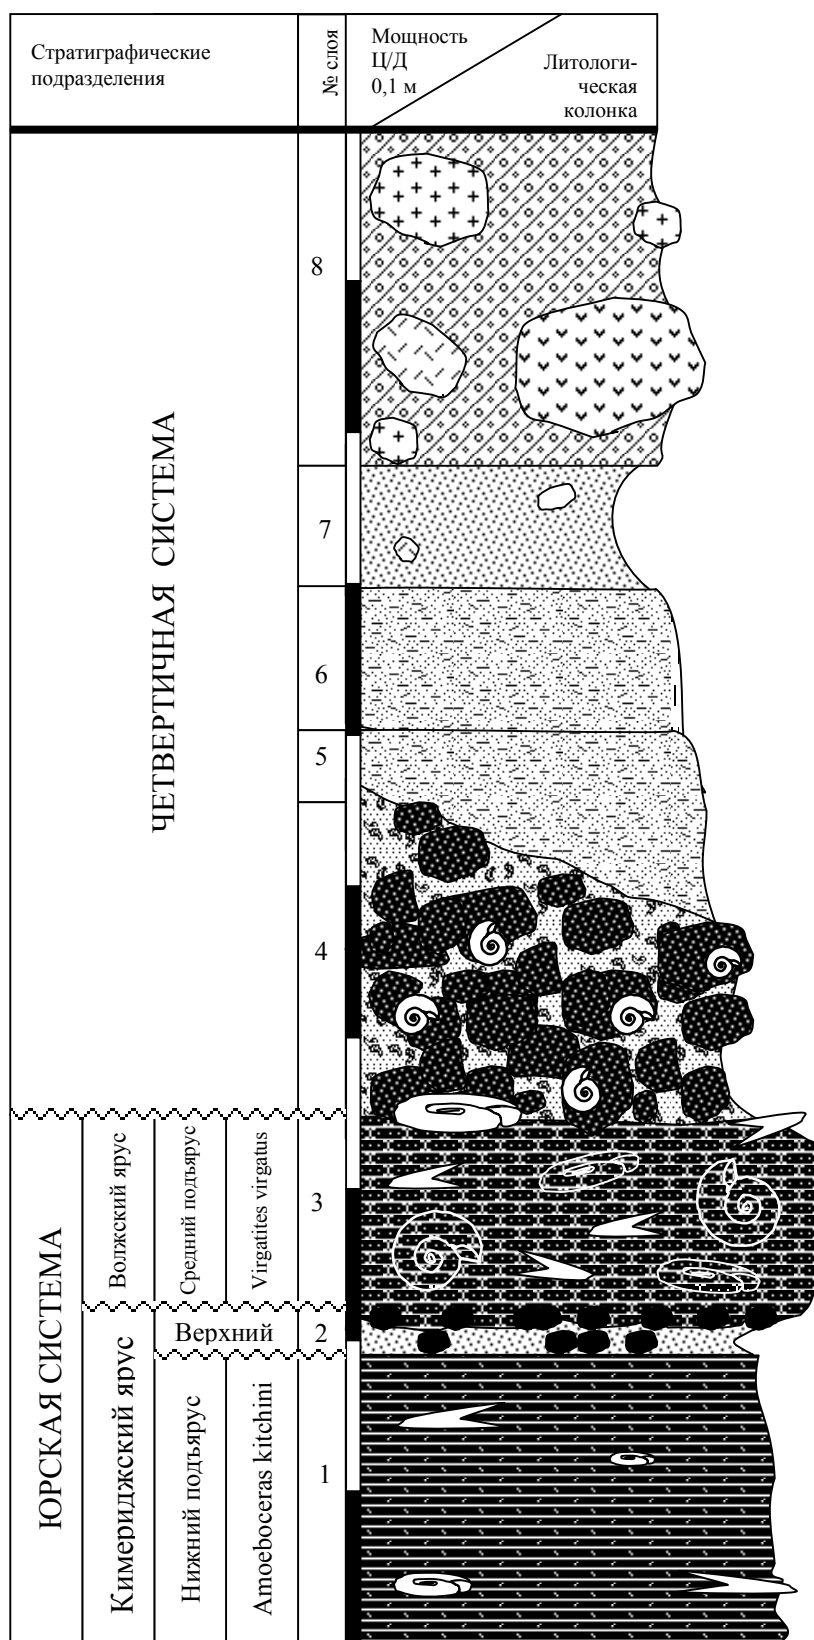 Стратиграфические
подразделения
№ слоя
Мощность
Ц/Д
0,1 м
Литологи-
ческая
колонка
ЧЕТВЕРТИЧНАЯ СИСТЕМА
8
7
6
5
4
ЮРСКАЯ СИСТЕМА
Волжский ярус
Средний подъярус
Virgatites virgatus
3
Кимериджский ярус
Верхний
2
Нижний подъярус
Amoeboceras kitchini
1